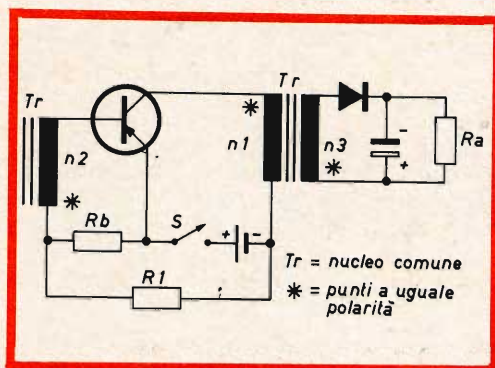 Tr
Tr
n2
n1
n3
Ra
Rb
S
+ -
- +
R1
Tr = nucleo comune
* = punti a uguale
polarità